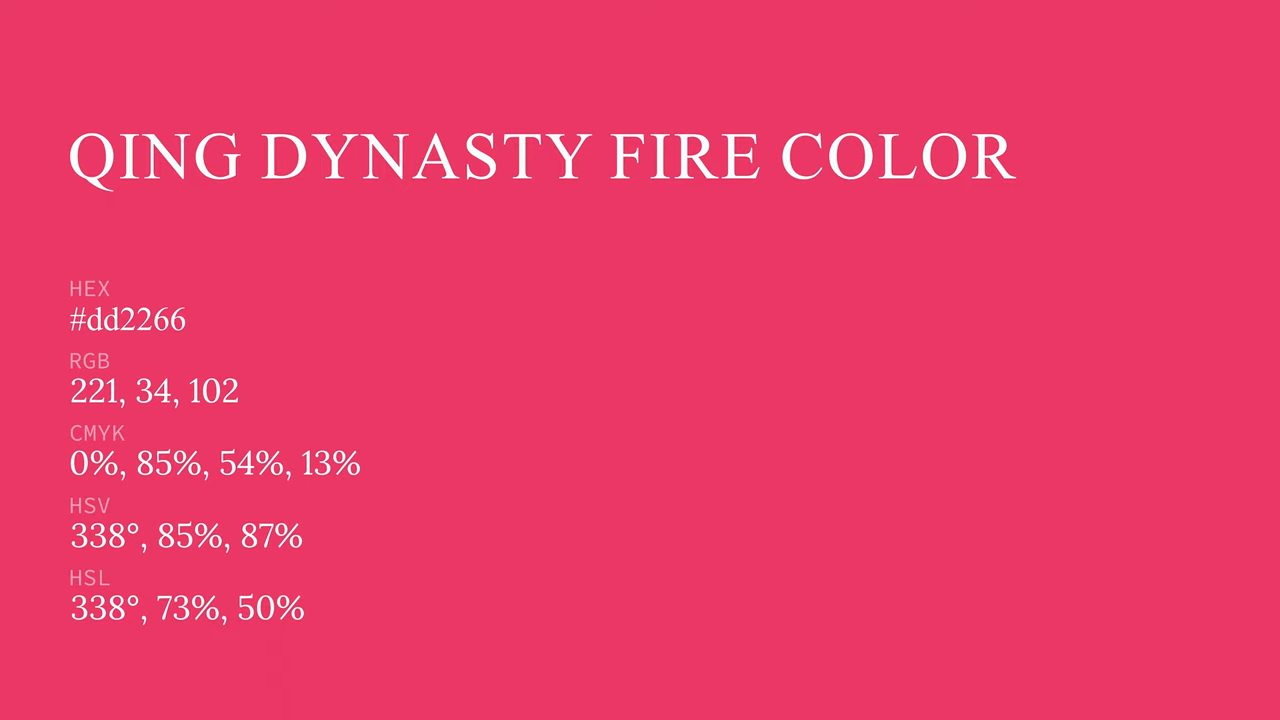 QING DYNASTY FIRE COLOR
HEX
#dd2266
RGB
221, 34, 102
CMYK
0%, 85%, 54%, 13%
HSV
338°, 85%, 87%
HSL
338°, 73%, 50%